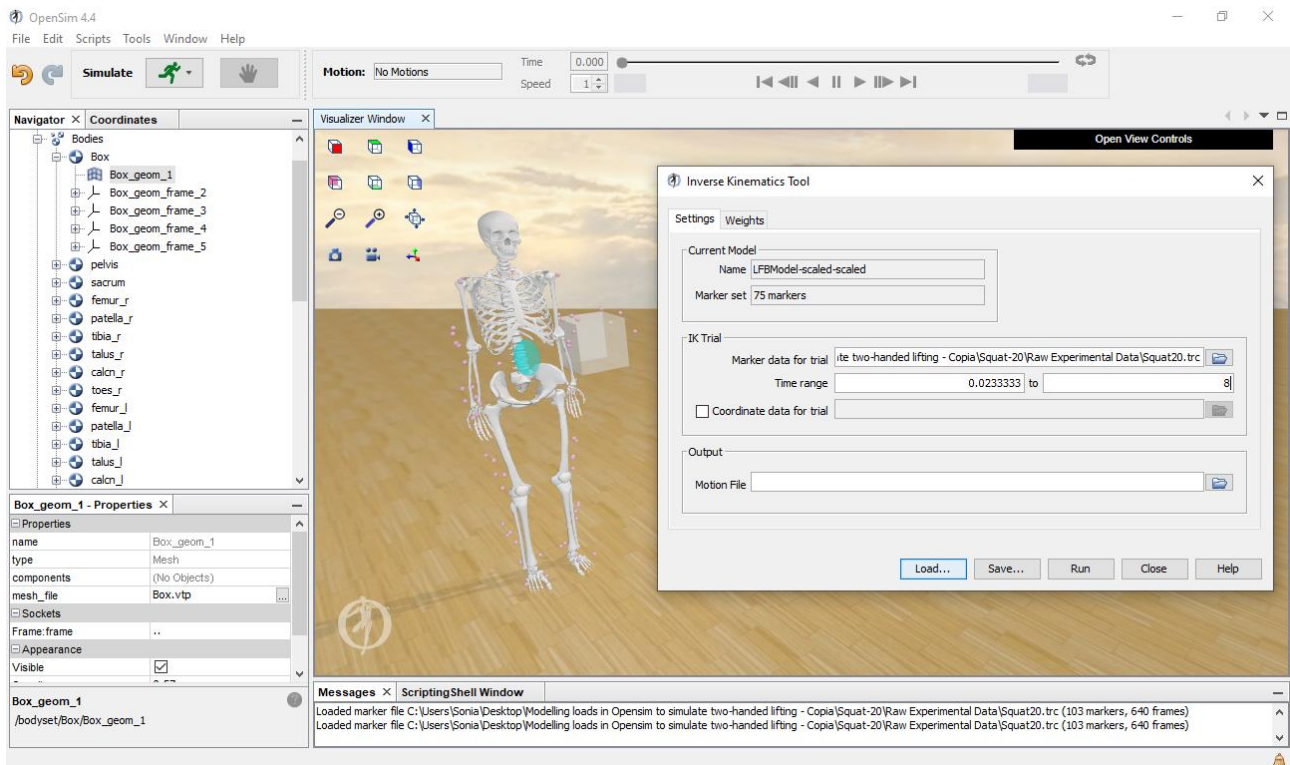 OpenSim 4.4
File Edit Scripts Tools Window Help
Simulate
Motion: No Motions
Time 0.000
Speed 1
Navigator Coordinates
Bodies
Box
Box_geom_1
Box_geom_frame_2
Box_geom_frame_3
Box_geom_frame_4
Box_geom_frame_5
pelvis
sacrum
femur_r
patella_r
tibia_r
talus_r
calcn_r
toes_r
femur_l
patella_l
tibia_l
talus_l
calcn_l
Box_geom_1 - Properties
Properties
name Box_geom_1
type Mesh
components (No Objects)
mesh_file Box.vtp ...
Sockets
Frame:frame ..
Appearance
Visible
Box_geom_1
/bodyset/Box/Box_geom_1
Visualizer Window
Open View Controls
Inverse Kinematics Tool
Settings Weights
Current Model
Name LFBModel-scaled-scaled
Marker set 75 markers
IK Trial
Marker data for trial te two-handed lifting - Copia\Squat-20\Raw Experimental Data\Squat20.trc
Time range 0.0233333 to 8
Coordinate data for trial
Output
Motion File
Load... Save... Run Close Help
Messages ScriptingShell Window
Loaded marker file C:\Users\Sonia\Desktop\Modelling loads in Opensim to simulate two-handed lifting - Copia\Squat-20\Raw Experimental Data\Squat20.trc (103 markers, 640 frames)
Loaded marker file C:\Users\Sonia\Desktop\Modelling loads in Opensim to simulate two-handed lifting - Copia\Squat-20\Raw Experimental Data\Squat20.trc (103 markers, 640 frames)